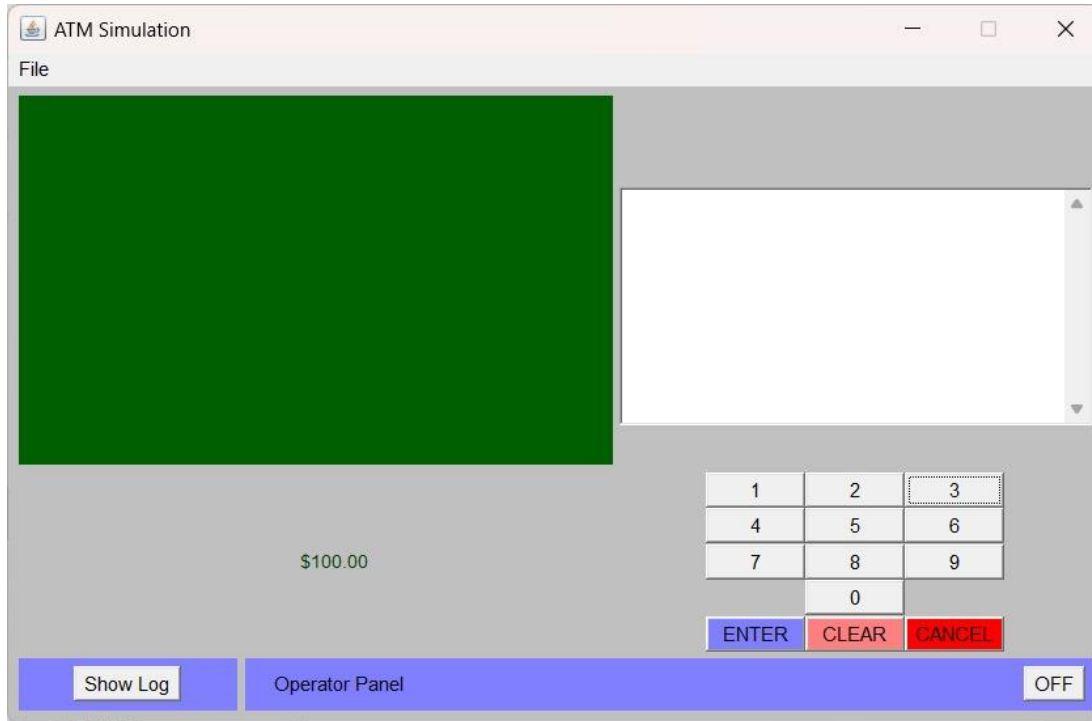 ATM Simulation
File
1 2 3
4 5 6
$100.00
7 8 9
0
ENTER CLEAR CANCEL
Show Log
Operator Panel
OFF